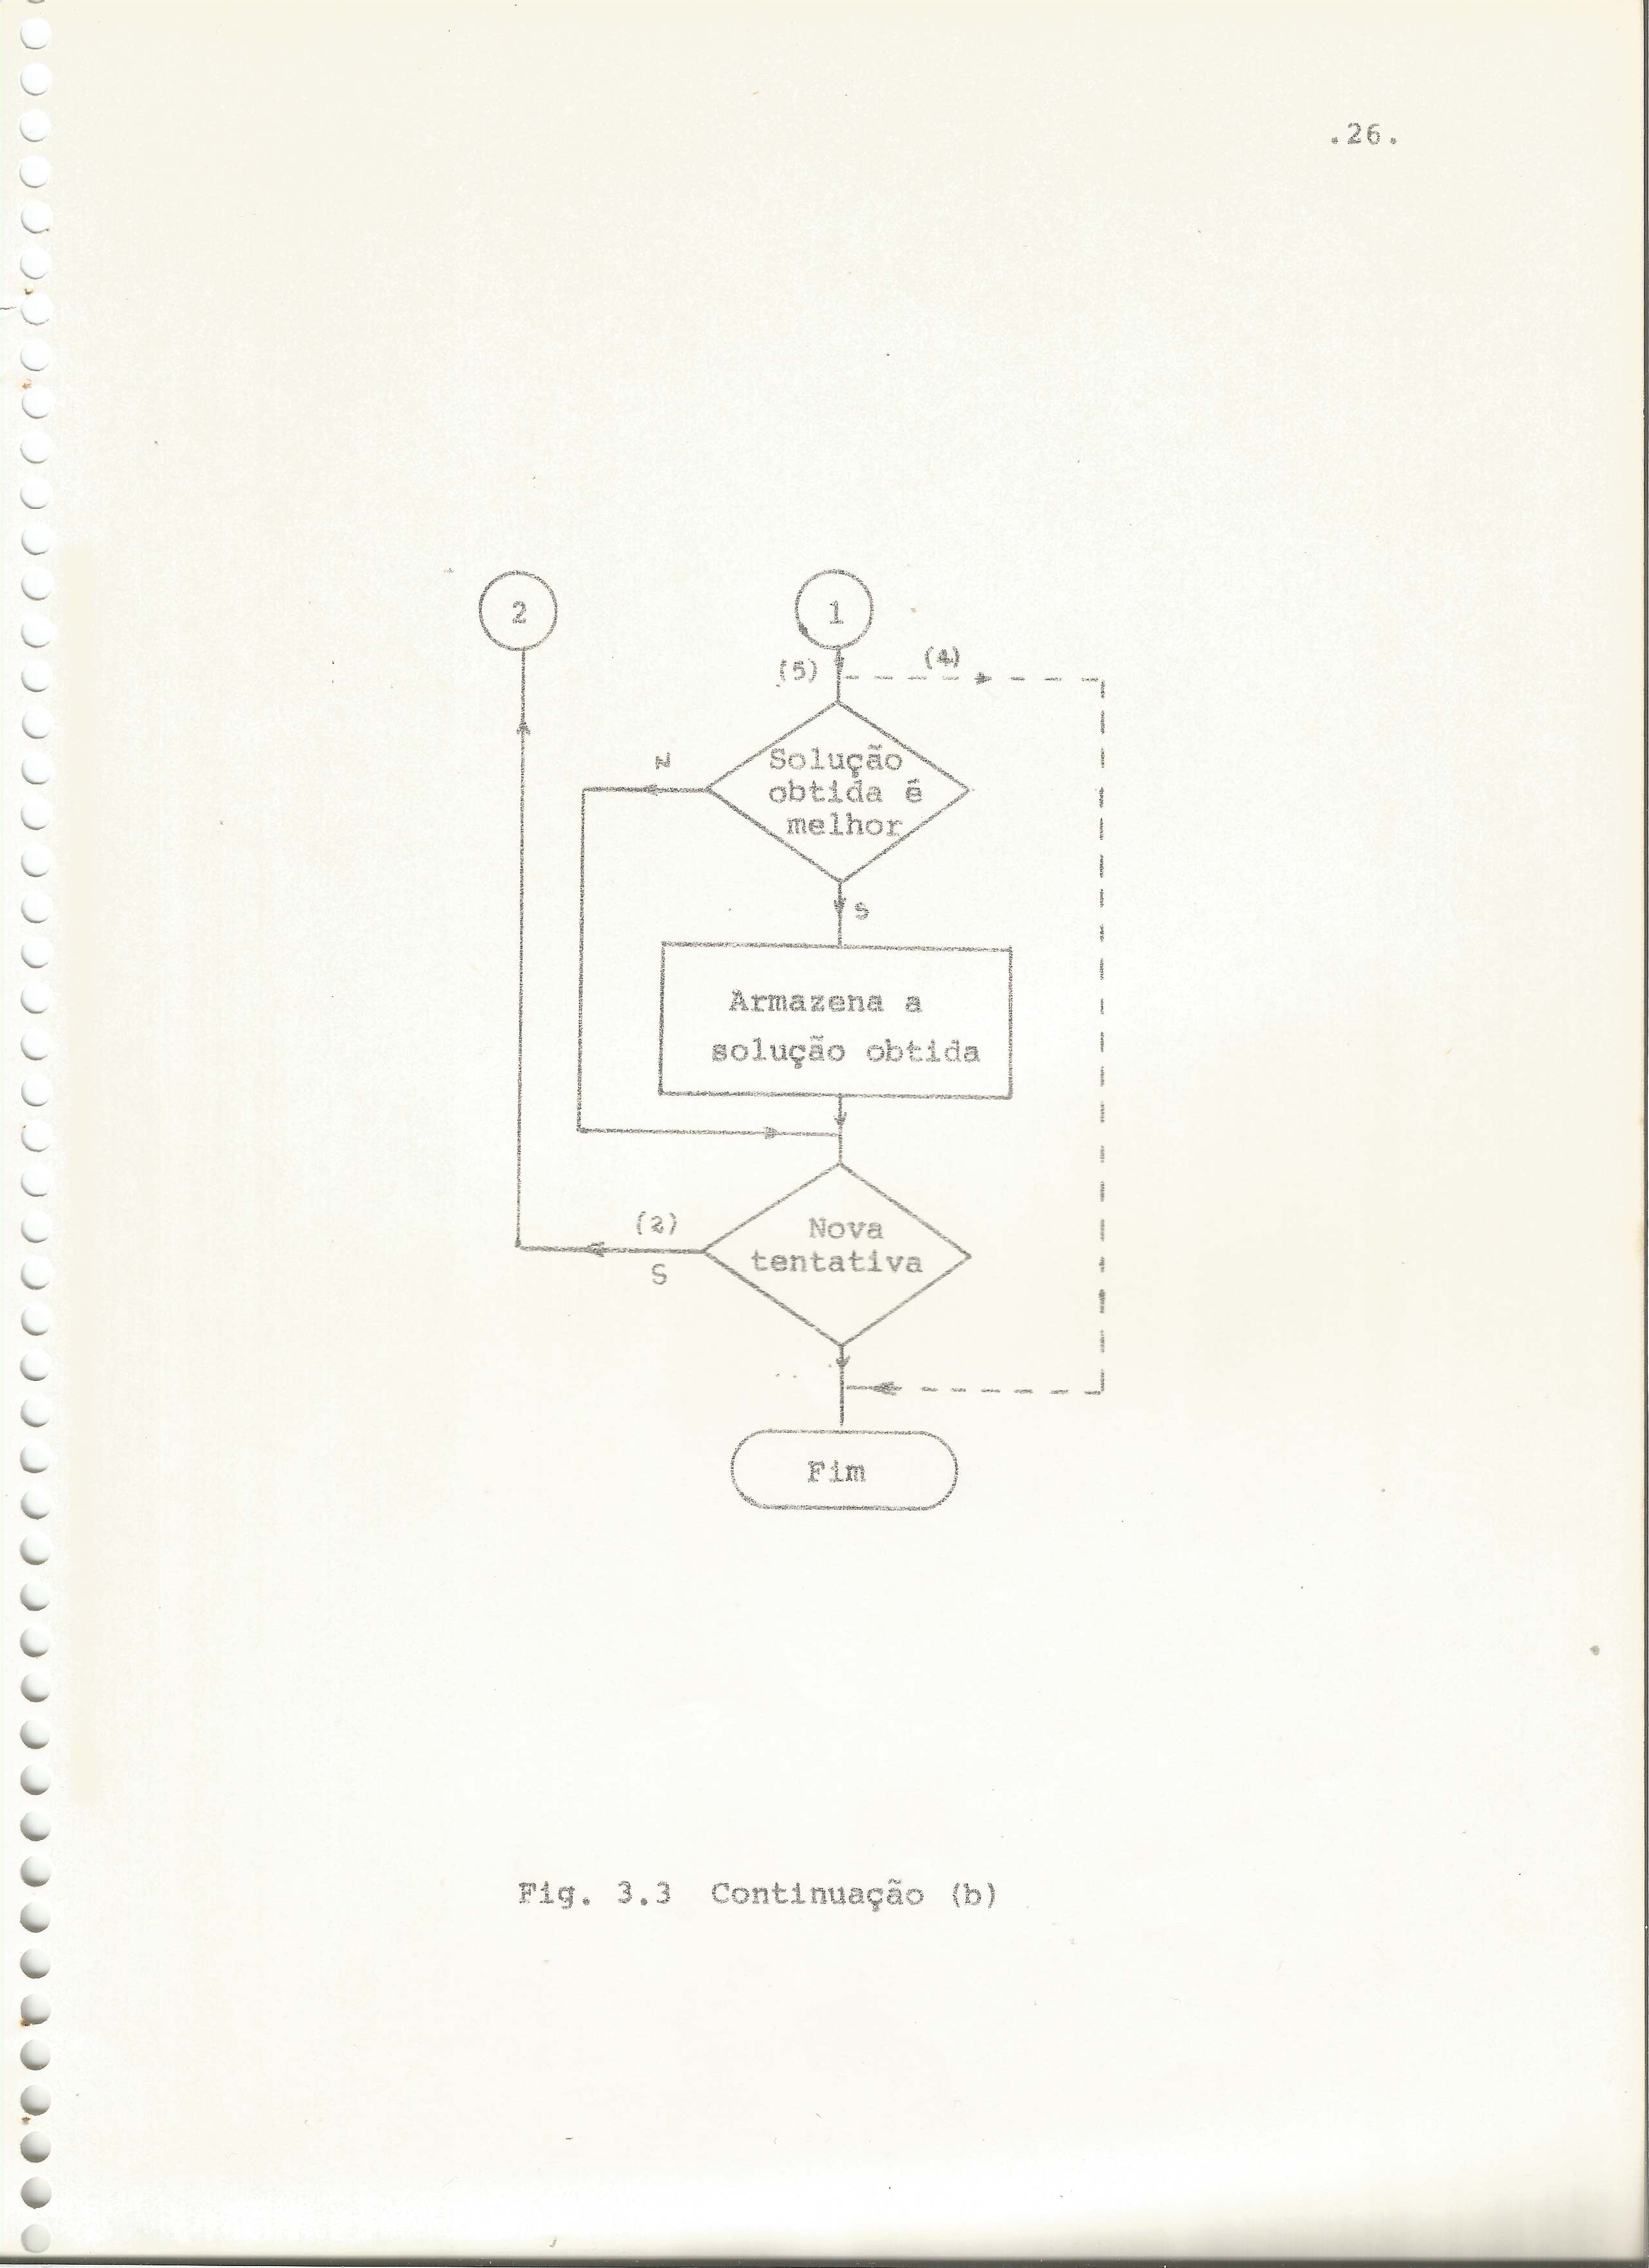 .26.
2
1
(5)
(4)
N
Solução
obtida é
melhor
S
Armazena a
solução obtida
(2)
S
Nova
tentativa
Fim
Fig. 3.3 Continuação (b)